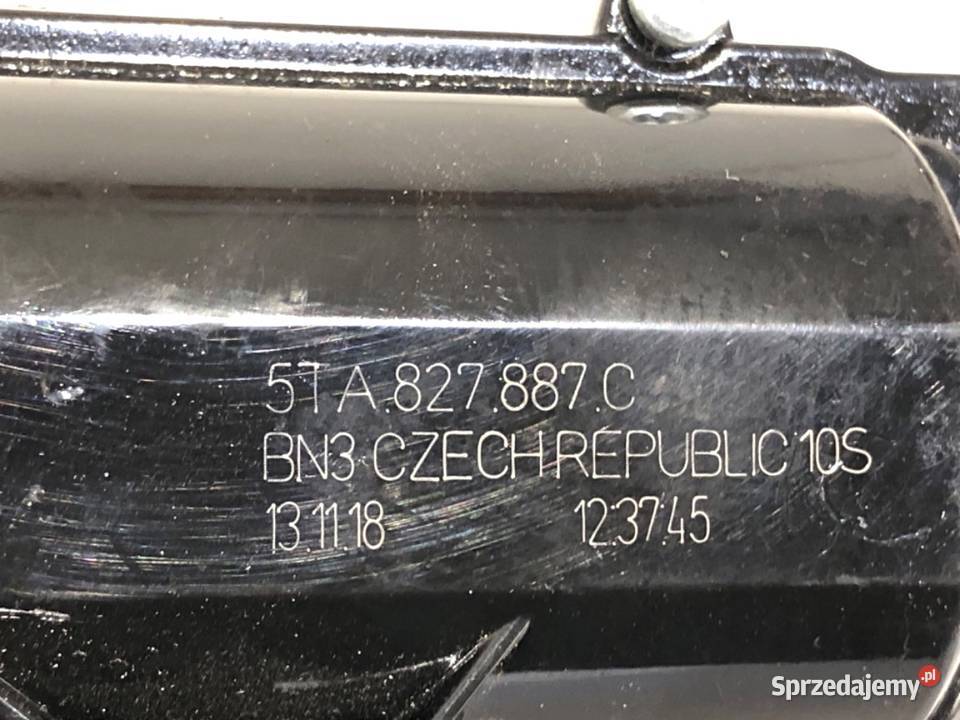 5TA.827.887.C
BN3 CZECH REPUBLIC 10S
13.11.18 12:37:45
Sprzedajemy.pl